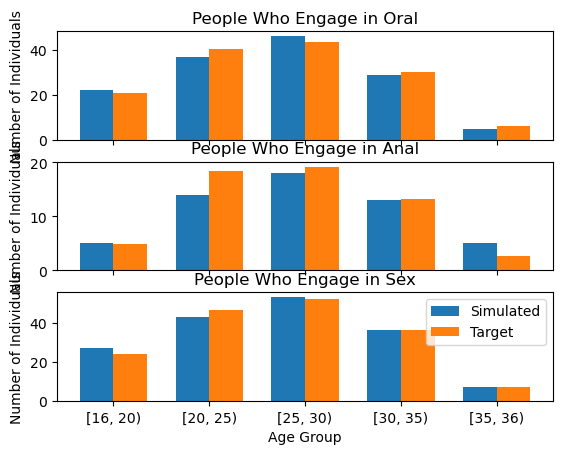 People Who Engage in Oral
Number of Individuals
40
20
0
People Who Engage in Anal
Number of Individuals
20
10
0
People Who Engage in Sex
Number of Individuals
40
20
0
Simulated
Target
[16, 20)
[20, 25)
[25, 30)
[30, 35)
[35, 36)
Age Group